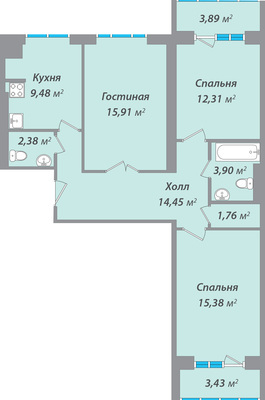 3,89 м²
Кухня
9,48 м²
Гостиная
15,91 м²
Спальня
12,31 м²
2,38 м²
3,90 м²
Холл
14,45 м²
1,76 м²
Спальня
15,38 м²
3,43 м²